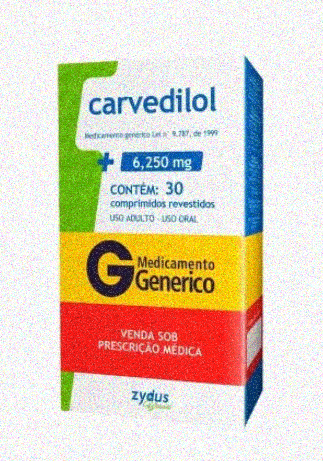 carvedilol
Medicamento genérico Lei nº 9.787, de 1999
6,250 mg
CONTÉM: 30
comprimidos revestidos
USO ADULTO - USO ORAL
G Medicamento
Genérico
VENDA SOB
PRESCRIÇÃO MÉDICA
zydus